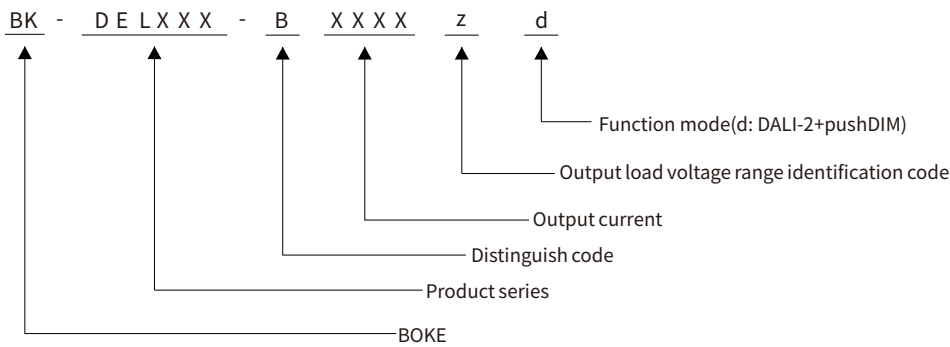 BK - DELXXX - B XXXX z d
Function mode(d: DALI-2+pushDIM)
Output load voltage range identification code
Output current
Distinguish code
Product series
BOKE